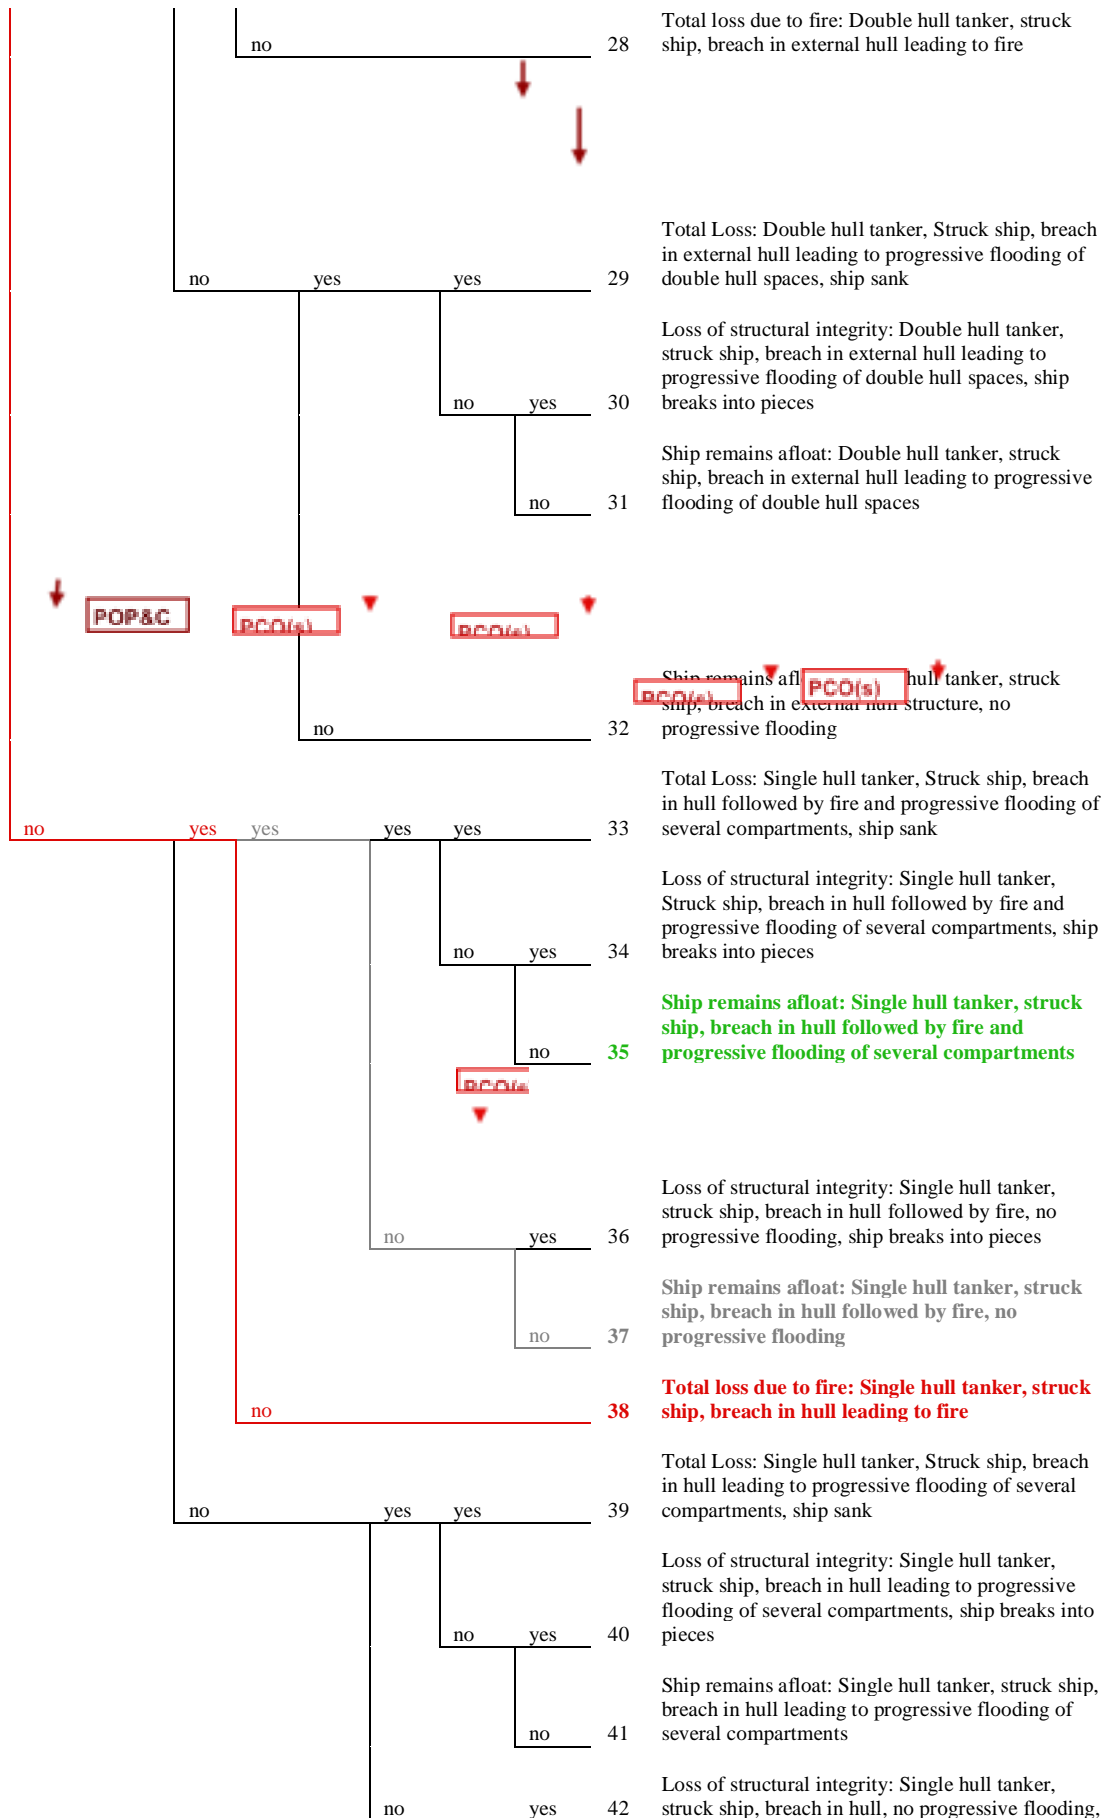 Total loss due to fire: Double hull tanker, struck
no 28 ship, breach in external hull leading to fire
Total Loss: Double hull tanker, Struck ship, breach
in external hull leading to progressive flooding of
no yes yes 29 double hull spaces, ship sank
Loss of structural integrity: Double hull tanker,
struck ship, breach in external hull leading to
progressive flooding of double hull spaces, ship
no yes 30 breaks into pieces
Ship remains afloat: Double hull tanker, struck
ship, breach in external hull leading to progressive
no 31 flooding of double hull spaces
POP&C PCO(s) PCO(s)
Ship remains hull tanker, struck
PCO(s) PCO(s)
ship, breach in external hull structure, no
no 32 progressive flooding
Total Loss: Single hull tanker, Struck ship, breach
in hull followed by fire and progressive flooding of
no yes yes yes yes 33 several compartments, ship sank
Loss of structural integrity: Single hull tanker,
Struck ship, breach in hull followed by fire and
progressive flooding of several compartments, ship
no yes 34 breaks into pieces
Ship remains afloat: Single hull tanker, struck
ship, breach in hull followed by fire and
no 35 progressive flooding of several compartments
PCO(s
Loss of structural integrity: Single hull tanker,
struck ship, breach in hull followed by fire, no
no yes 36 progressive flooding, ship breaks into pieces
Ship remains afloat: Single hull tanker, struck
ship, breach in hull followed by fire, no
no 37 progressive flooding
Total loss due to fire: Single hull tanker, struck
no 38 ship, breach in hull leading to fire
Total Loss: Single hull tanker, Struck ship, breach
in hull leading to progressive flooding of several
no yes yes 39 compartments, ship sank
Loss of structural integrity: Single hull tanker,
struck ship, breach in hull leading to progressive
flooding of several compartments, ship breaks into
no yes 40 pieces
Ship remains afloat: Single hull tanker, struck ship,
breach in hull leading to progressive flooding of
no 41 several compartments
Loss of structural integrity: Single hull tanker,
no yes 42 struck ship, breach in hull, no progressive flooding,